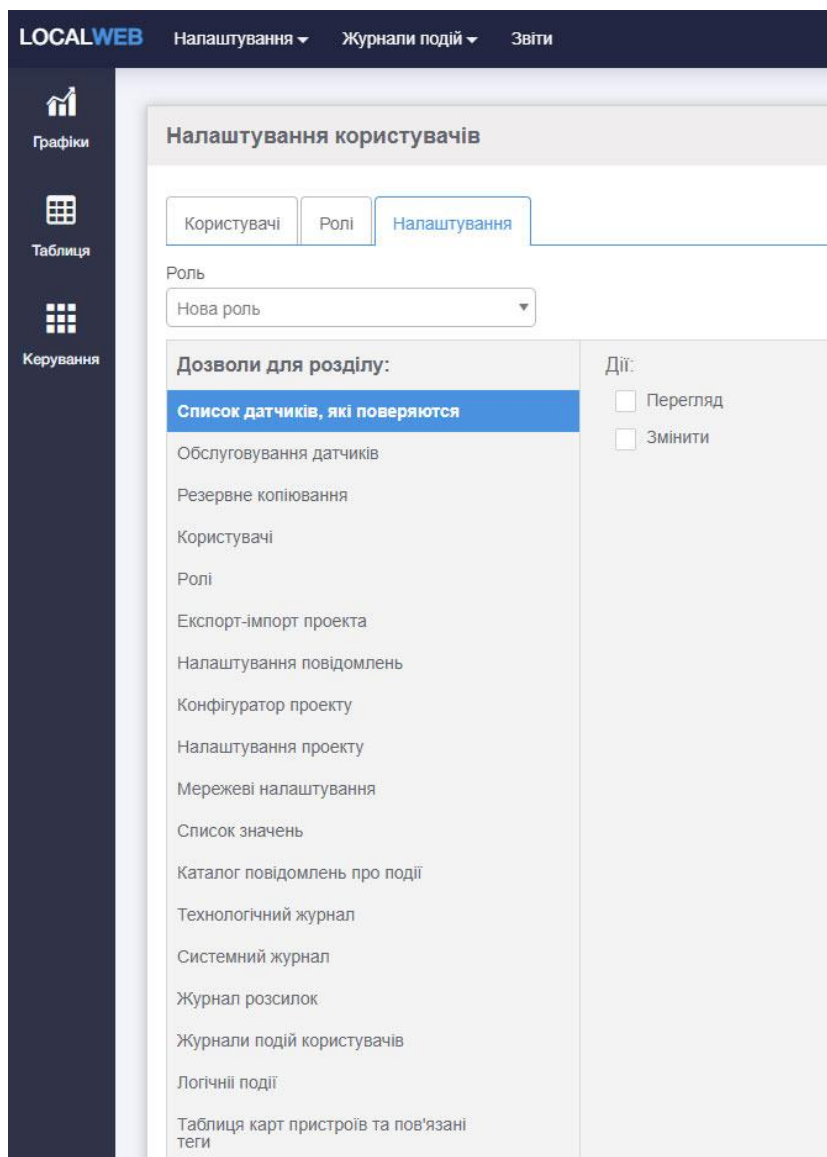 LOCALWEB Налаштування Журнали подій Звіти
Графіки
Таблиця
Керування
Налаштування користувачів
Користувачі Ролі Налаштування
Роль
Нова роль
Дозволи для розділу:
Список датчиків, які поверяются
Обслуговування датчиків
Резервне копіювання
Користувачі
Ролі
Експорт-імпорт проекта
Налаштування повідомлень
Конфігуратор проекту
Налаштування проекту
Мережеві налаштування
Список значень
Каталог повідомлень про події
Технологічний журнал
Системний журнал
Журнал розсилок
Журнали подій користувачів
Логічніі події
Таблиця карт пристроїв та пов'язані
теги
Дії:
Перегляд
Змінити